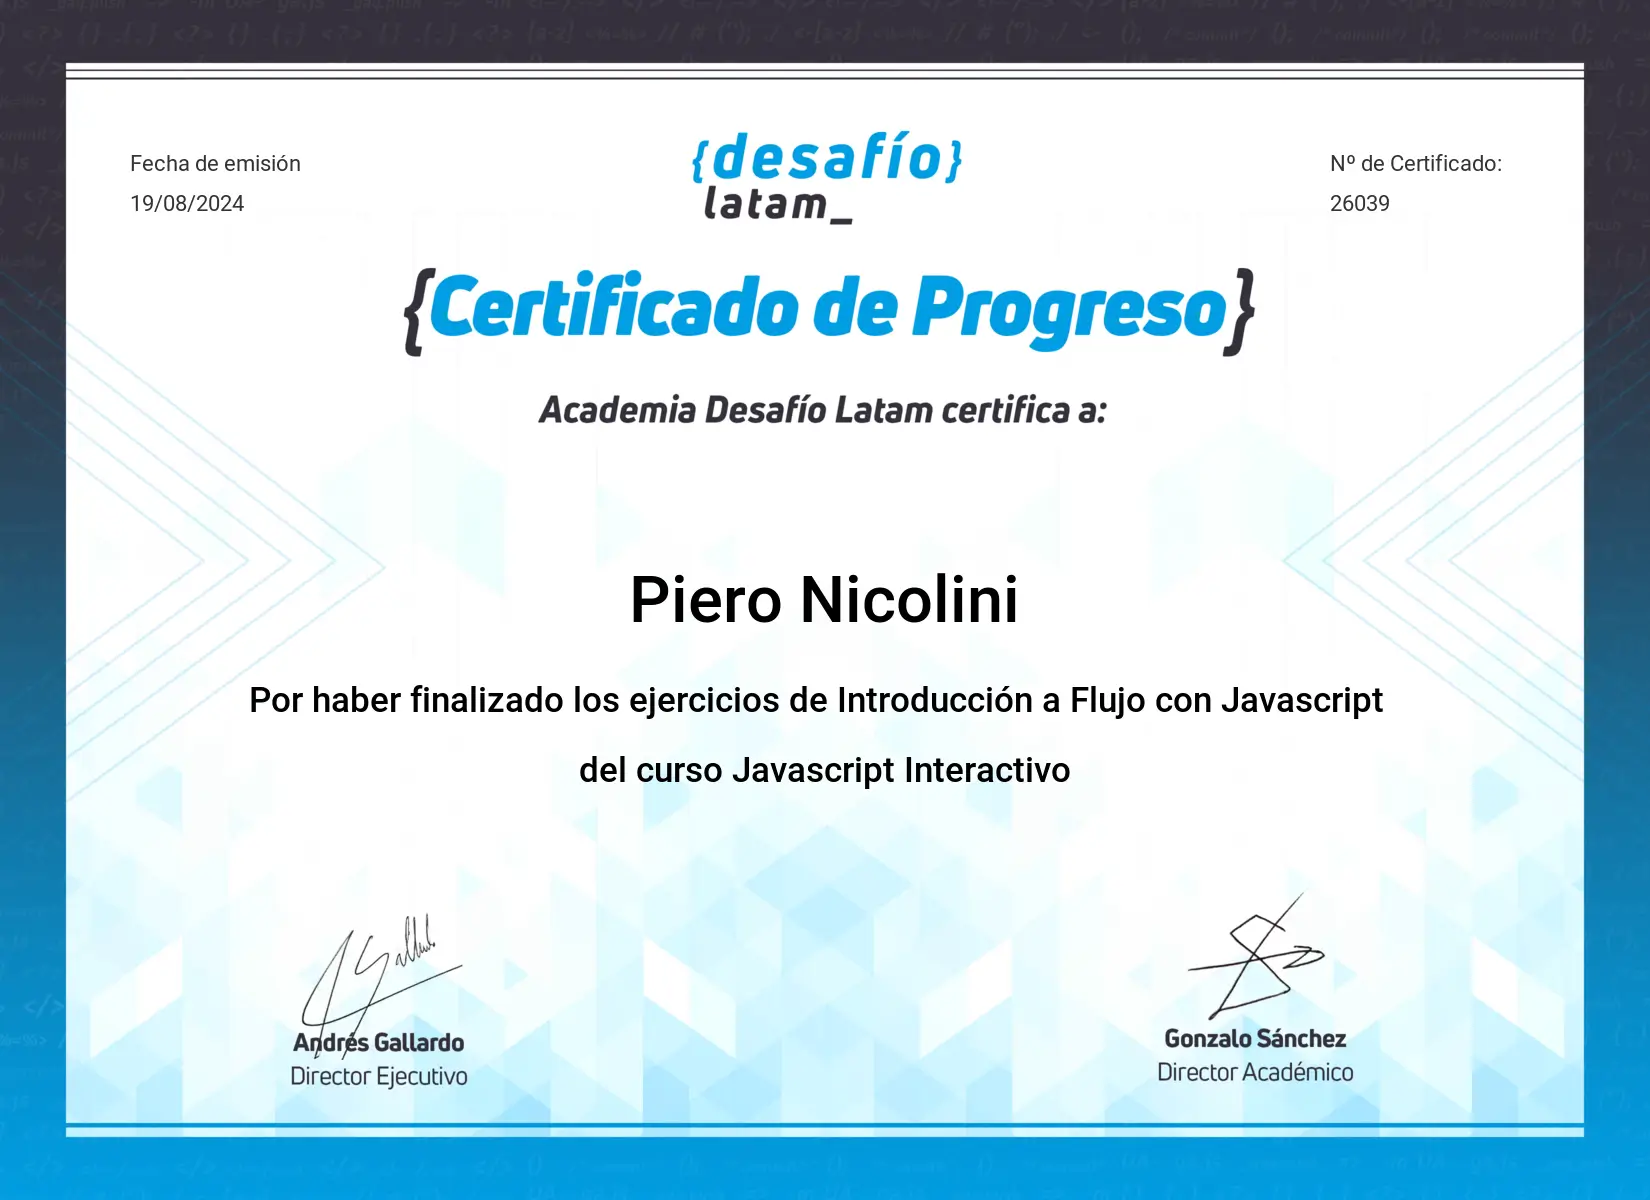 Fecha de emisión
19/08/2024
{desafío}
latam_
Nº de Certificado:
26039
{Certificado de Progreso}
Academia Desafío Latam certifica a:
Piero Nicolini
Por haber finalizado los ejercicios de Introducción a Flujo con Javascript
del curso Javascript Interactivo
Andrés Gallardo
Director Ejecutivo
Gonzalo Sánchez
Director Académico